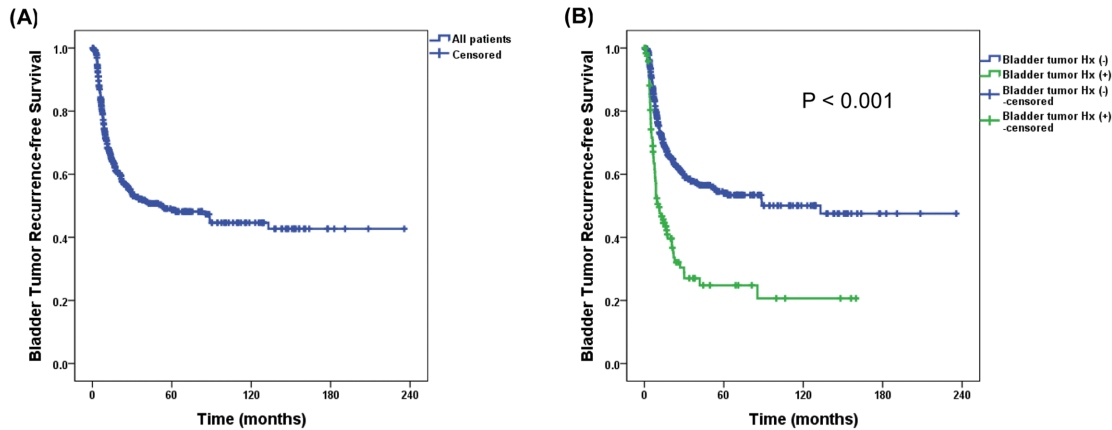 (A)
Bladder Tumor Recurrence-free Survival
1.0
0.8
0.6
0.4
0.2
0.0
0
60
120
180
240
Time (months)
All patients
Censored
(B)
Bladder Tumor Recurrence-free Survival
1.0
0.8
0.6
0.4
0.2
0.0
0
60
120
180
240
Time (months)
P < 0.001
Bladder tumor Hx (-)
Bladder tumor Hx (+)
Bladder tumor Hx (-)
-censored
Bladder tumor Hx (+)
-censored